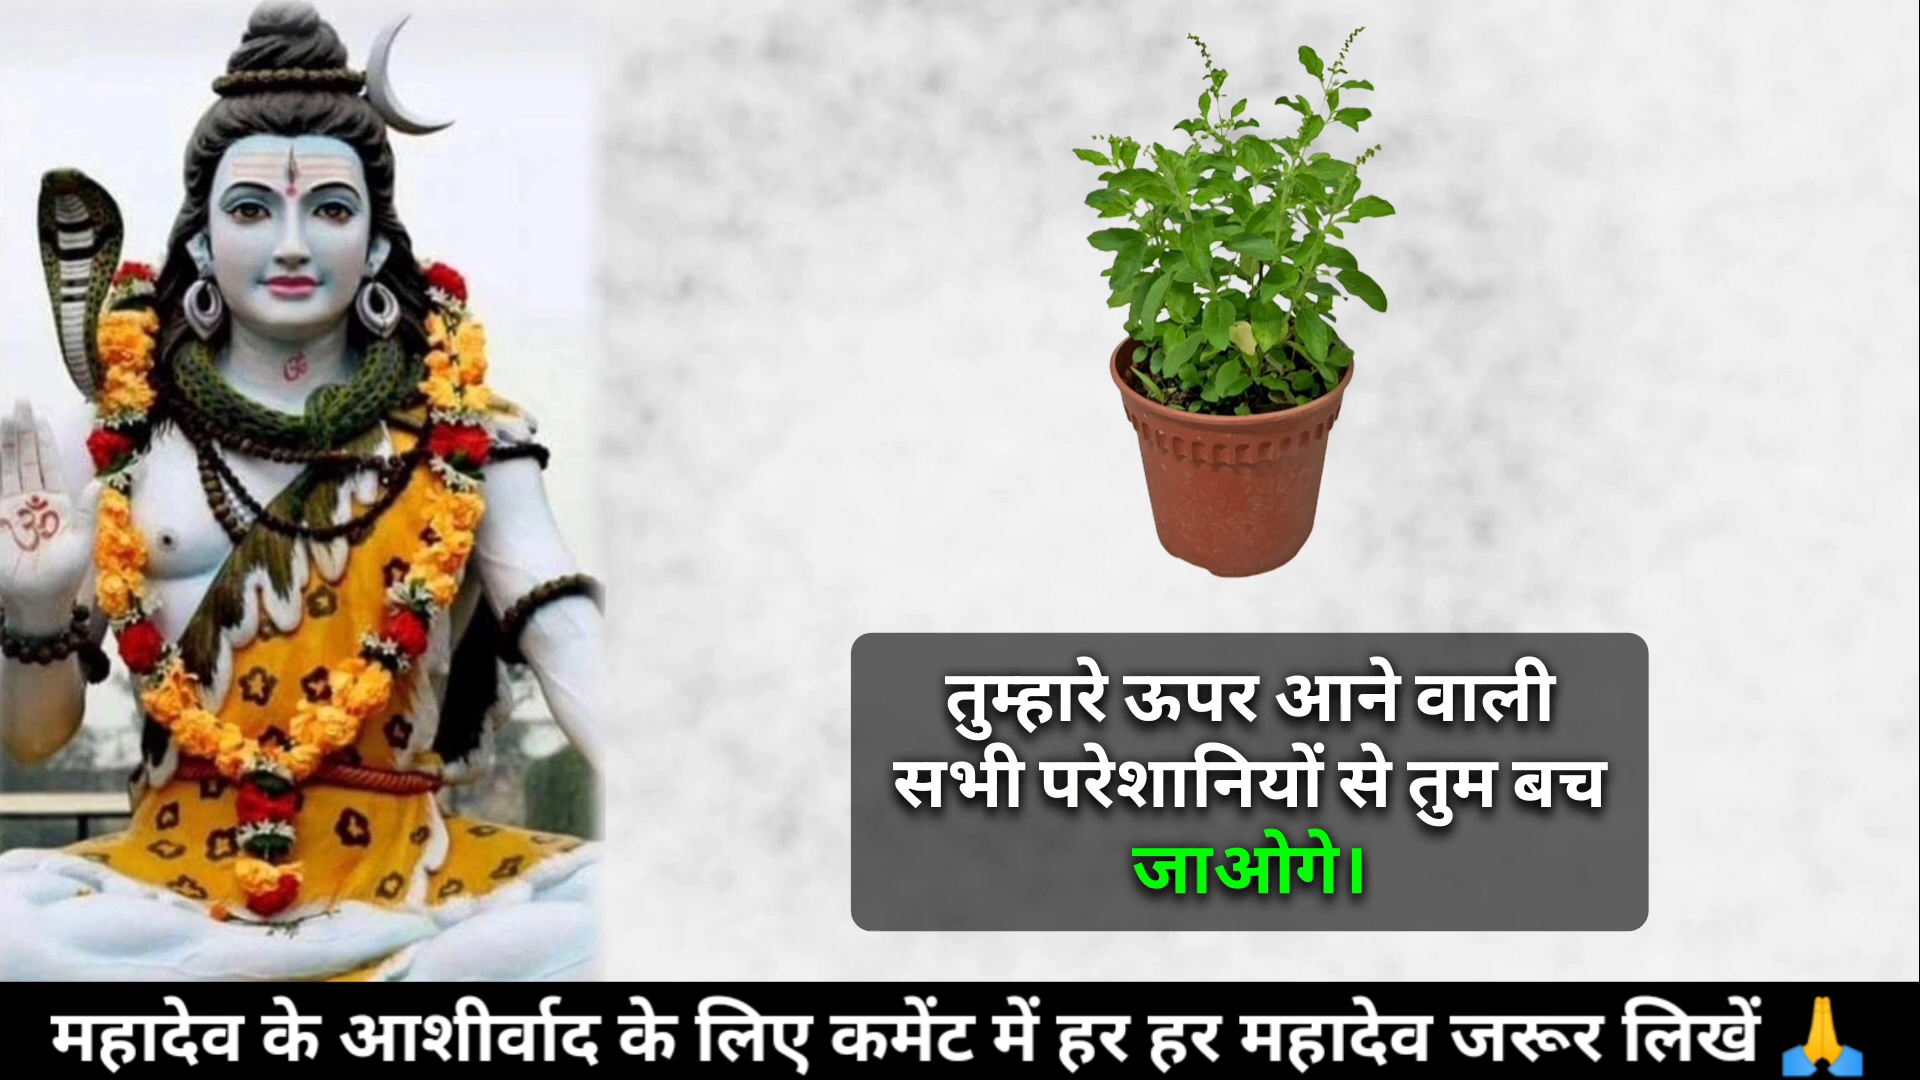 ॐ
ॐ
तुम्हारे ऊपर आने वाली
सभी परेशानियों से तुम बच
जाओगे।
महादेव के आशीर्वाद के लिए कमेंट में हर हर महादेव जरूर लिखें 🙏